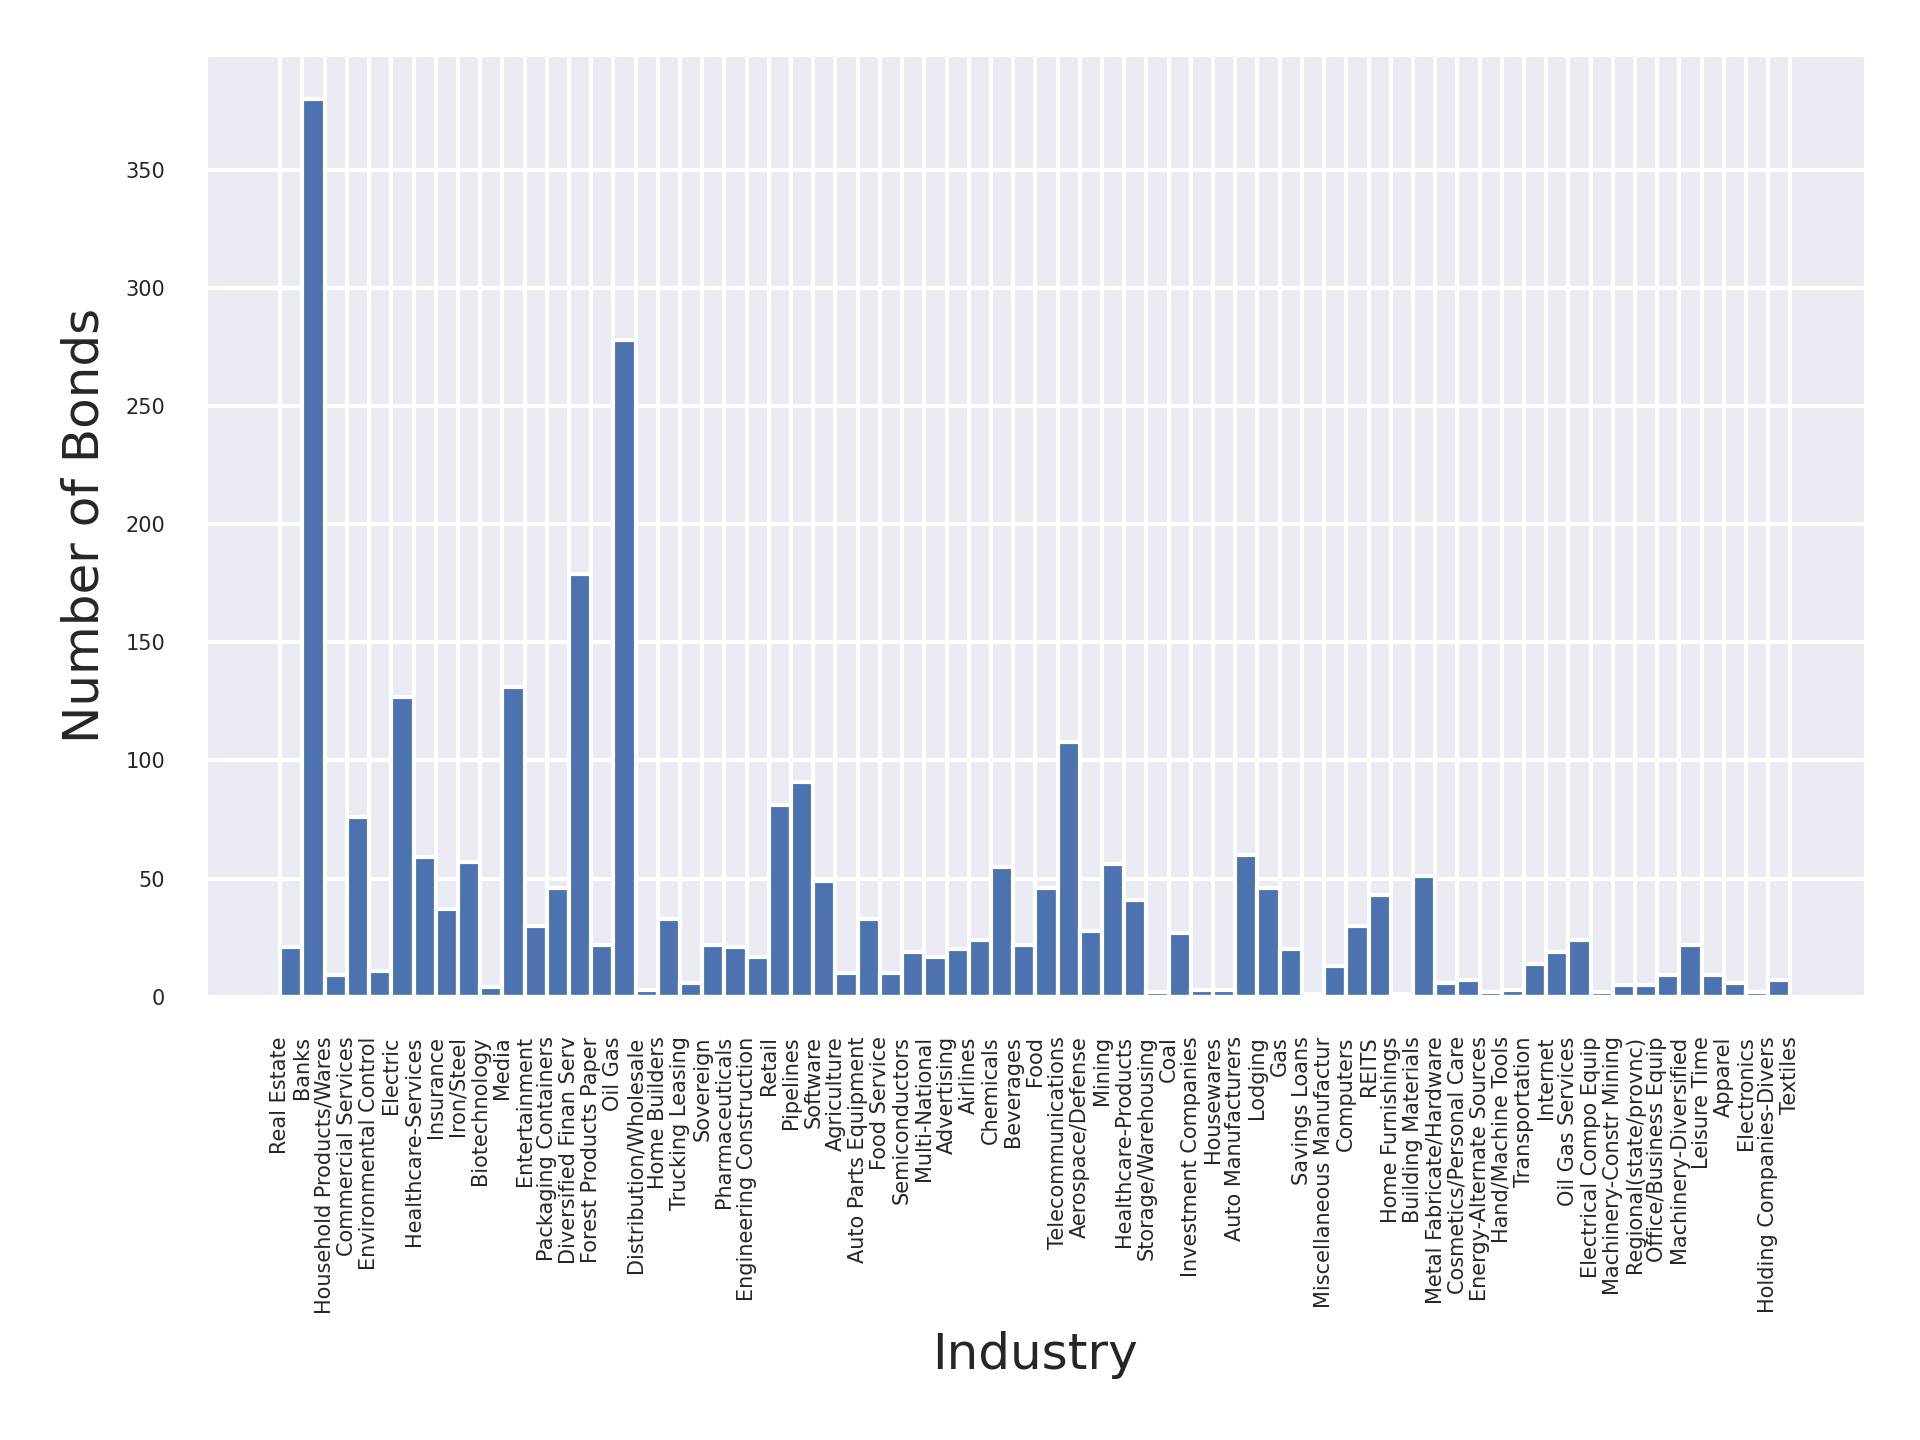 Number of Bonds
350
300
250
200
150
100
50
0
Real Estate
Banks
Household Products/Wares
Commercial Services
Environmental Control
Electric
Healthcare-Services
Insurance
Iron/Steel
Biotechnology
Media
Entertainment
Packaging Containers
Diversified Finan Serv
Forest Products Paper
Oil Gas
Distribution/Wholesale
Home Builders
Trucking Leasing
Sovereign
Pharmaceuticals
Engineering Construction
Retail
Pipelines
Software
Agriculture
Auto Parts Equipment
Food Service
Semiconductors
Multi-National
Advertising
Airlines
Chemicals
Beverages
Food
Telecommunications
Aerospace/Defense
Mining
Healthcare-Products
Storage/Warehousing
Coal
Investment Companies
Housewares
Auto Manufacturers
Lodging
Gas
Savings Loans
Miscellaneous Manufactur
Computers
REITS
Home Furnishings
Building Materials
Metal Fabricate/Hardware
Cosmetics/Personal Care
Energy-Alternate Sources
Hand/Machine Tools
Transportation
Internet
Oil Gas Services
Electrical Compo Equip
Machinery-Constr Mining
Regional(state/provnc)
Office/Business Equip
Machinery-Diversified
Leisure Time
Apparel
Electronics
Holding Companies-Divers
Textiles
Industry